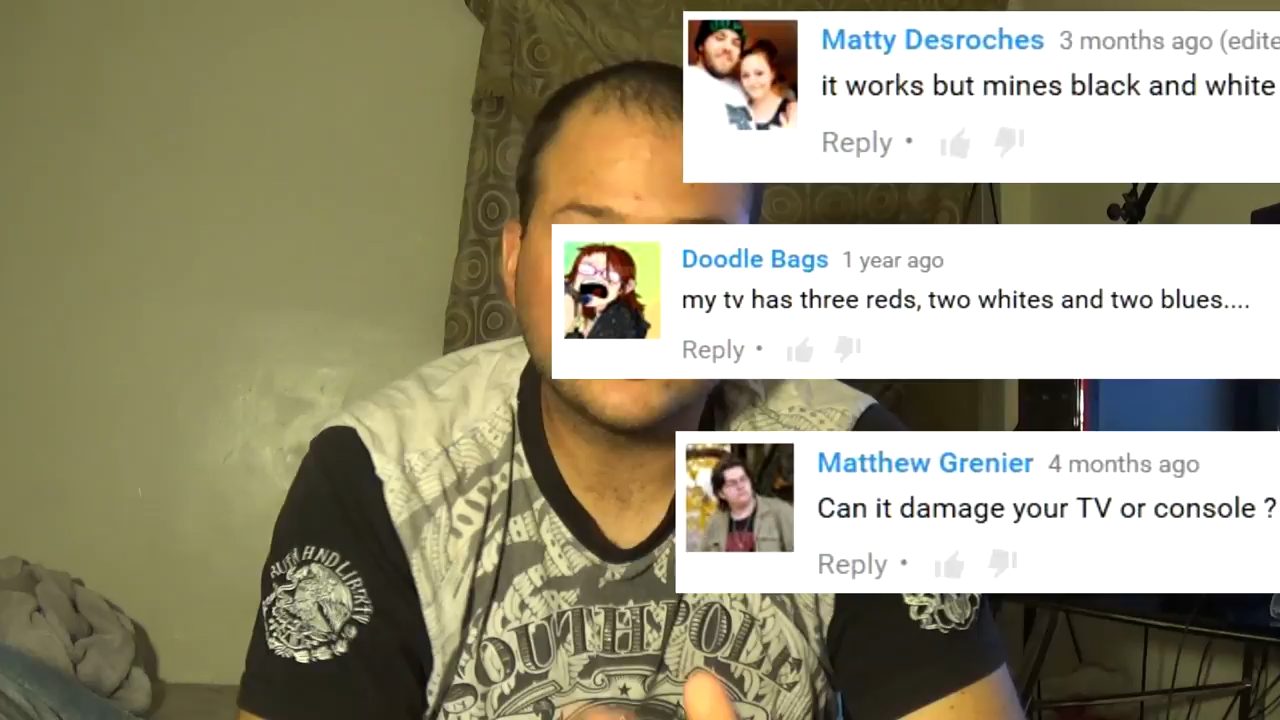 Matty Desroches 3 months ago (edite
it works but mines black and white
Reply •
Doodle Bags 1 year ago
my tv has three reds, two whites and two blues....
Reply •
Matthew Grenier 4 months ago
Can it damage your TV or console ?
Reply •
SOUTHPOLE